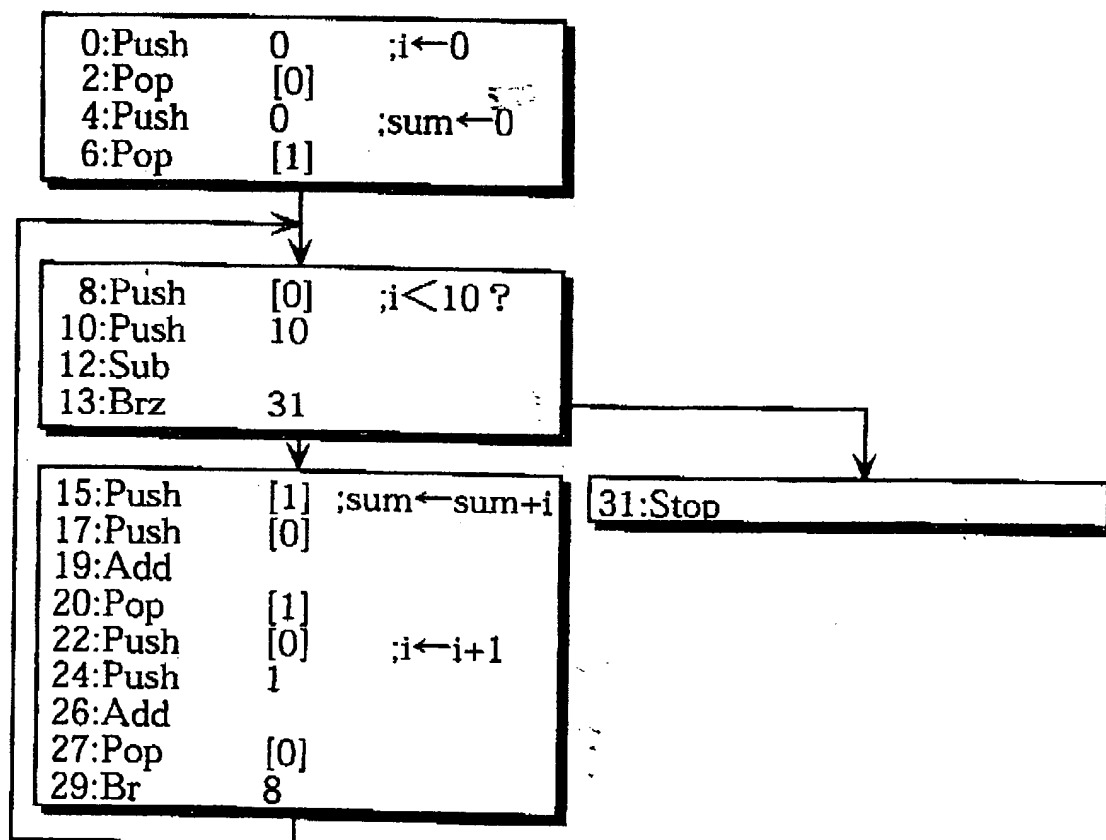 0:Push 0 ;i←0
2:Pop [0]
4:Push 0 ;sum←0
6:Pop [1]
8:Push [0] ;i<10?
10:Push 10
12:Sub
13:Brz 31
15:Push [1] ;sum←sum+i
17:Push [0]
19:Add
20:Pop [1]
22:Push [0] ;i←i+1
24:Push 1
26:Add
27:Pop [0]
29:Br 8
31:Stop